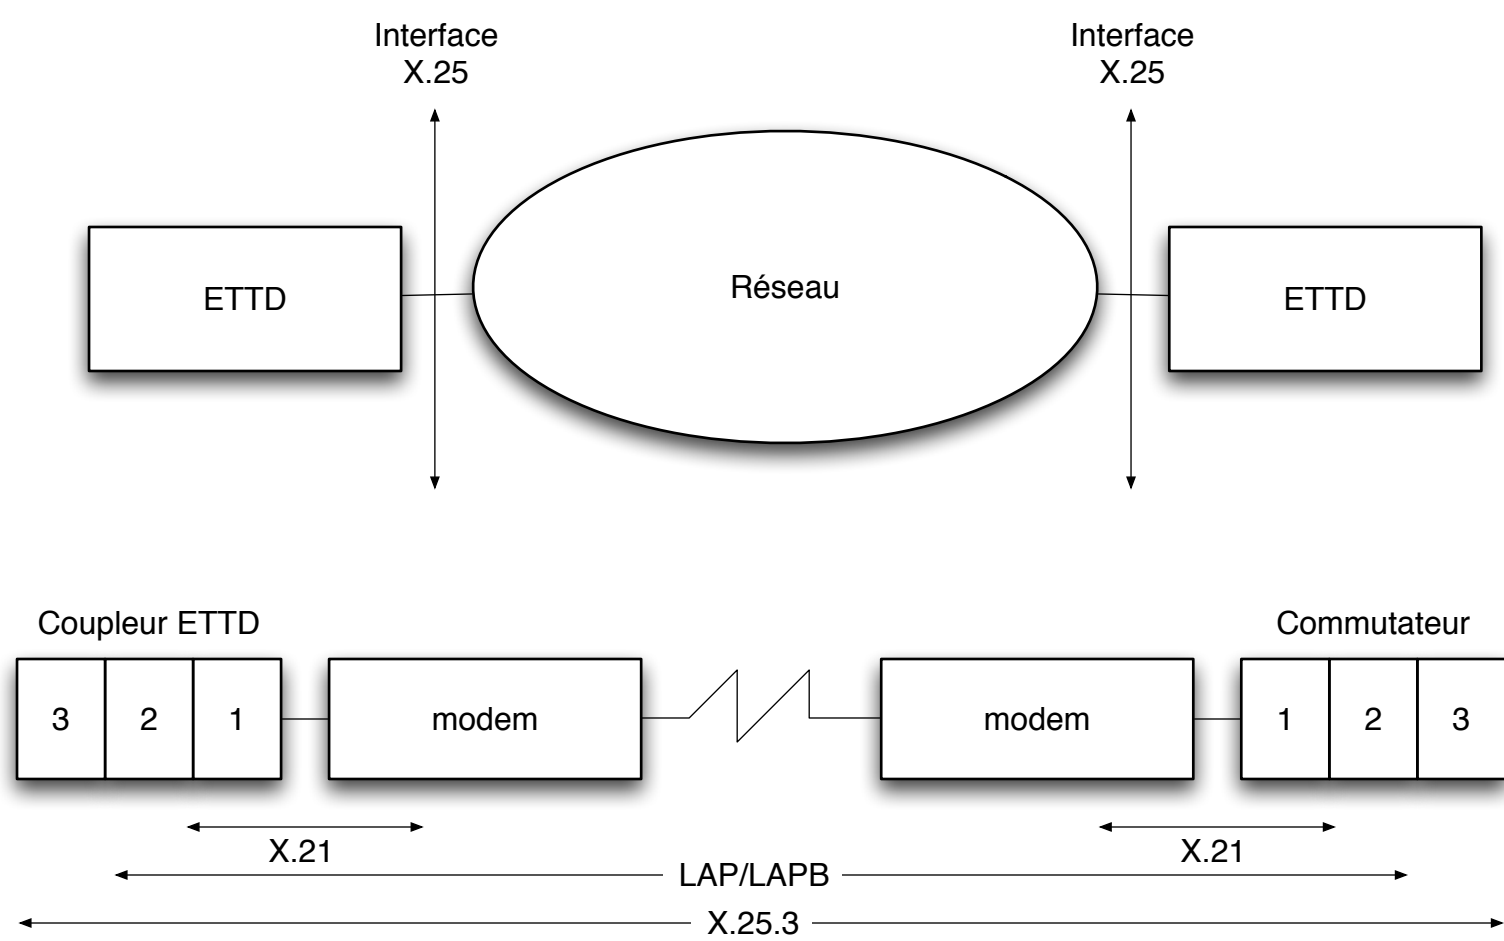 Interface
X.25
Interface
X.25
ETTD
Réseau
ETTD
Coupleur ETTD
Commutateur
3 2 1
modem
modem
1 2 3
X.21
X.21
LAP/LAPB
X.25.3